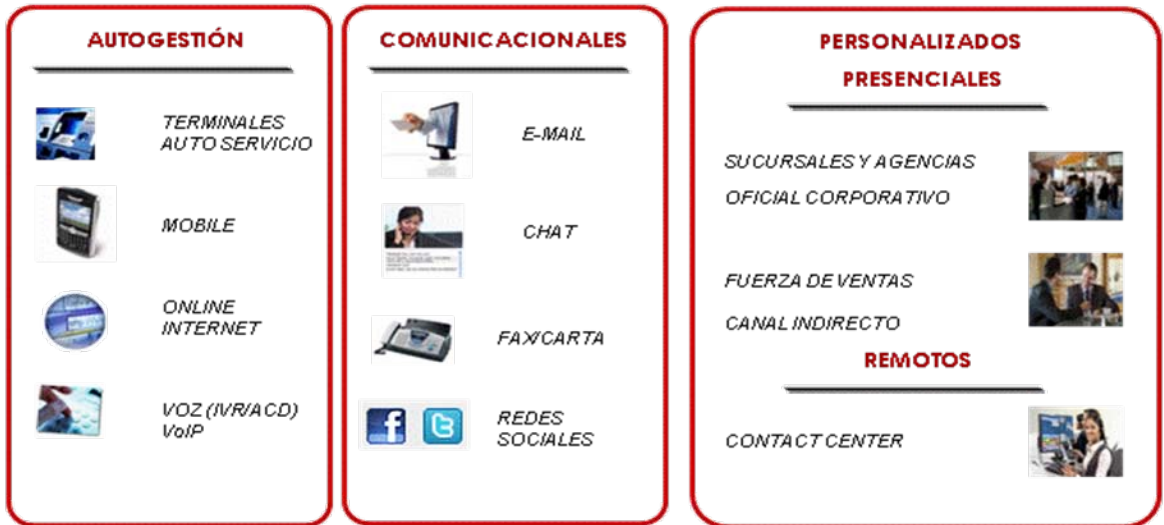 AUTOGESTIÓN
TERMINALES
AUTO SERVICIO
MOBILE
ONLINE
INTERNET
VOZ (IVR/ACD)
VoIP
COMUNICACIONALES
E-MAIL
CHAT
FAX/CARTA
REDES
SOCIALES
PERSONALIZADOS
PRESENCIALES
SUCURSALES Y AGENCIAS
OFICIAL CORPORATIVO
FUERZA DE VENTAS
CANAL INDIRECTO
REMOTOS
CONTACT CENTER